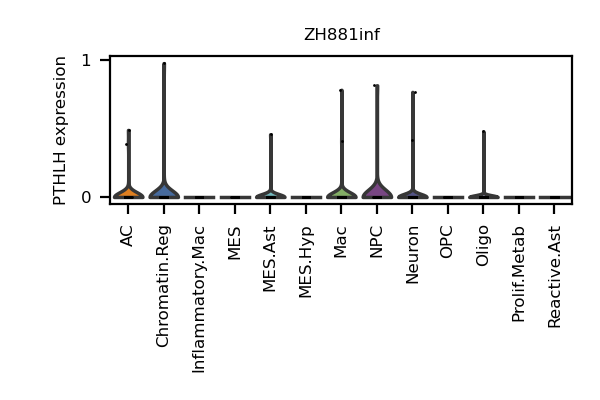 ZH881inf
PTHLH expression
1
0
AC
Chromatin.Reg
Inflammatory.Mac
MES
MES.Ast
MES.Hyp
Mac
NPC
Neuron
OPC
Oligo
Prolif.Metab
Reactive.Ast